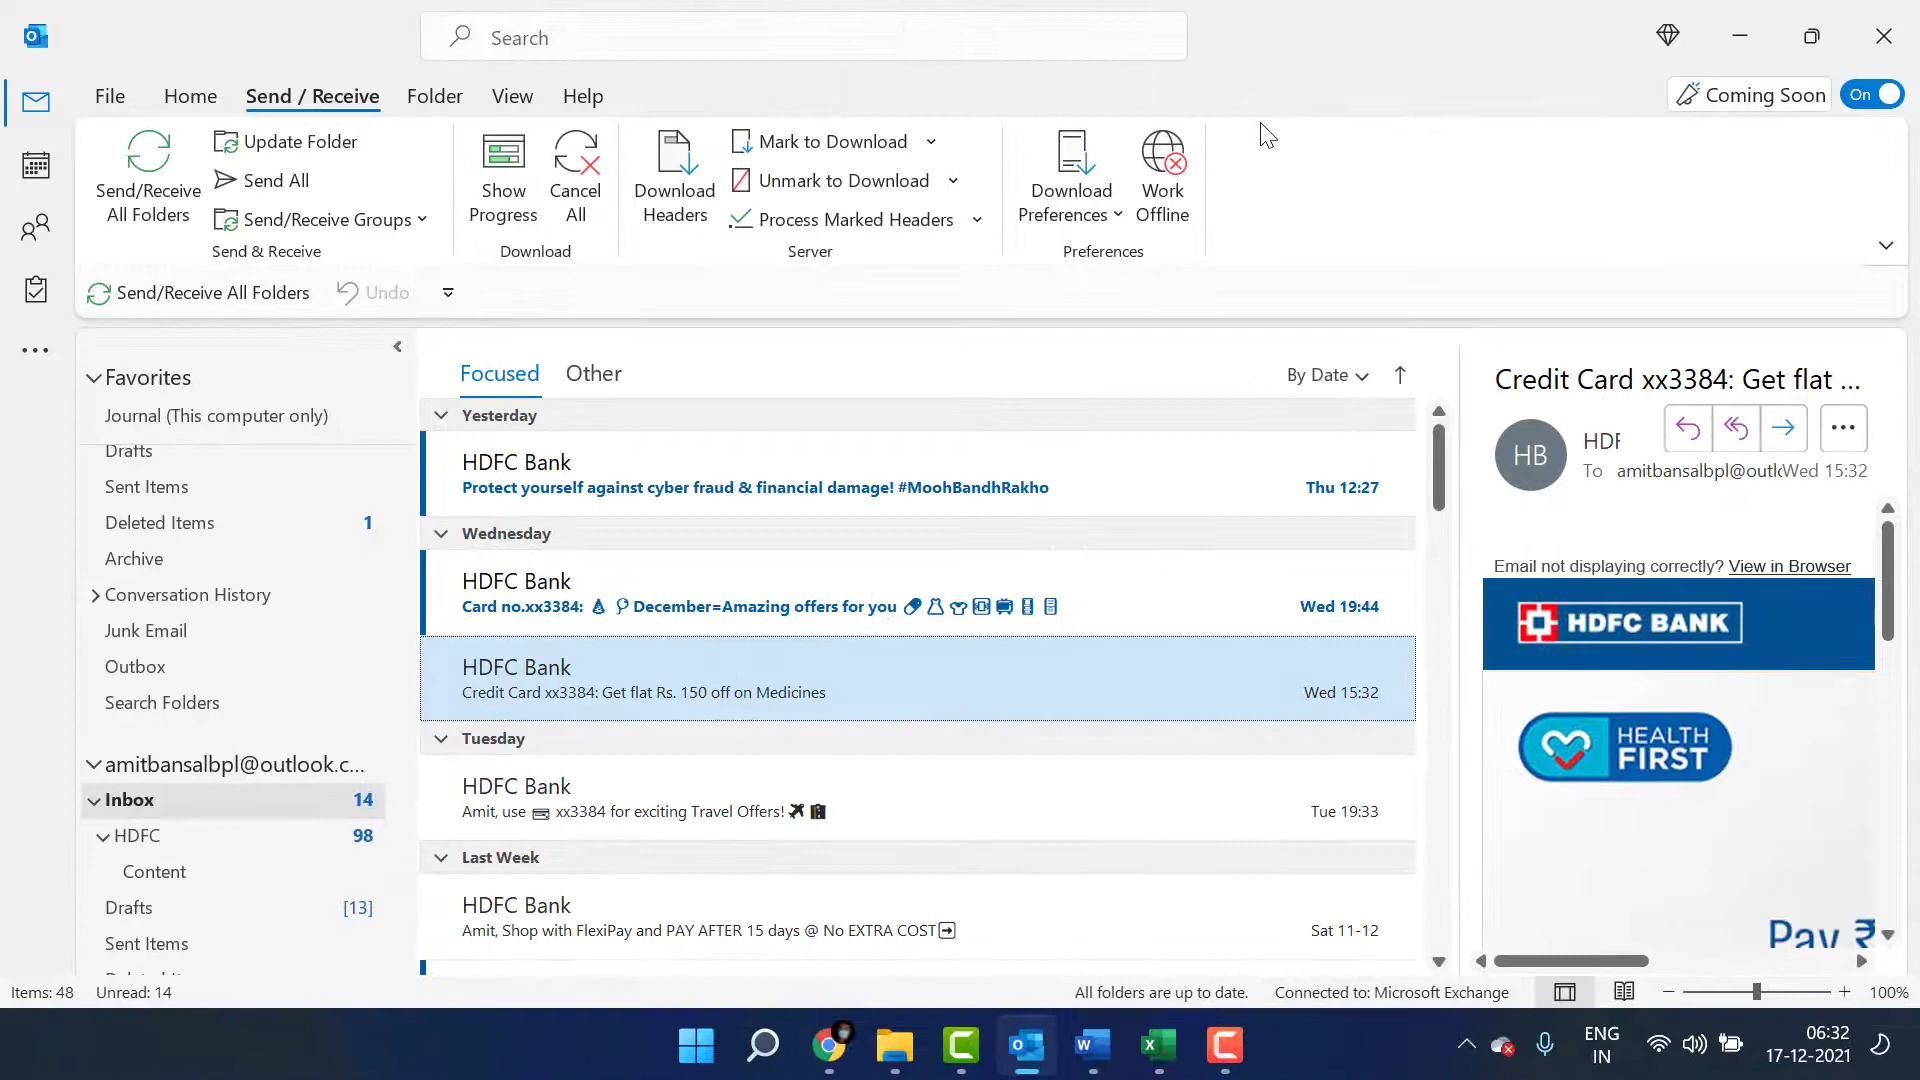 Search
File Home Send / Receive Folder View Help
Coming Soon On
Send/Receive
All Folders
Update Folder
Send All
Send/Receive Groups
Send & Receive
Show
Progress
Cancel
All
Download
Download
Headers
Mark to Download
Unmark to Download
Process Marked Headers
Server
Download
Preferences
Work
Offline
Preferences
Send/Receive All Folders Undo
Favorites
Journal (This computer only)
Drafts
Sent Items
Deleted Items 1
Archive
Conversation History
Junk Email
Outbox
Search Folders
amitbansalbpl@outlook.c...
Inbox 14
HDFC 98
Content
Drafts [13]
Sent Items
Focused Other By Date
Yesterday
HDFC Bank
Protect yourself against cyber fraud & financial damage! #MoohBandhRakho Thu 12:27
Wednesday
HDFC Bank
Card no.xx3384: December=Amazing offers for you Wed 19:44
HDFC Bank
Credit Card xx3384: Get flat Rs. 150 off on Medicines Wed 15:32
Tuesday
HDFC Bank
Amit, use xx3384 for exciting Travel Offers! Tue 19:33
Last Week
HDFC Bank
Amit, Shop with FlexiPay and PAY AFTER 15 days @ No EXTRA COST Sat 11-12
Credit Card xx3384: Get flat ...
HB
To amitbansalbpl@outl Wed 15:32
Email not displaying correctly? View in Browser
HDFC BANK
HEALTH
FIRST
Pay ₹
Items: 48 Unread: 14
All folders are up to date. Connected to: Microsoft Exchange 100%
ENG
IN
06:32
17-12-2021